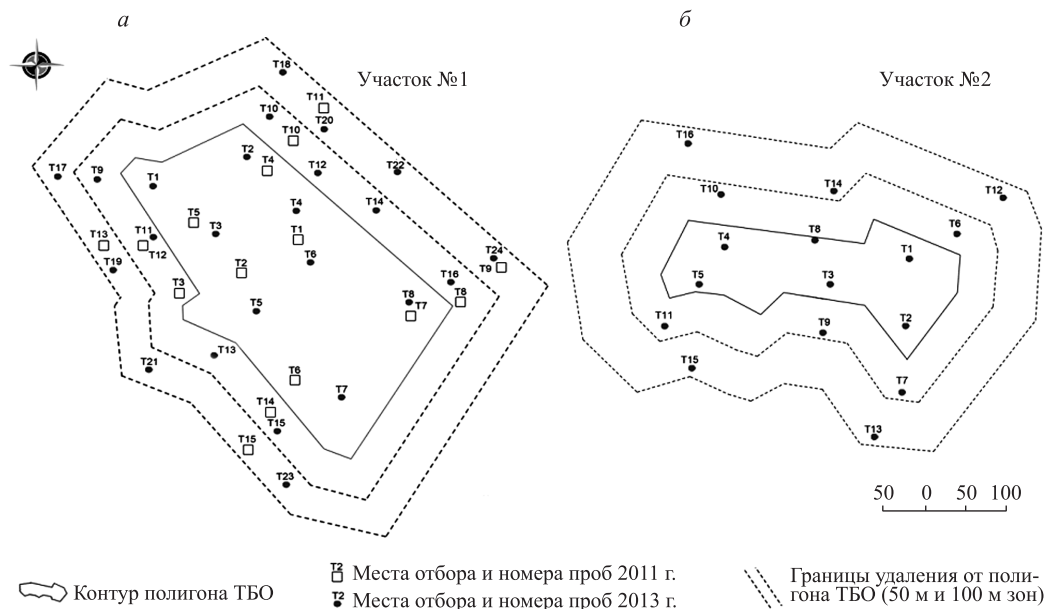 а
б
Участок №1
Участок №2
T18
T11
T10
T20
T10
T2
T4
T12
T22
T17
T9
T1
T5
T3
T4
T14
T1
T13
T11
T12
T6
T24
T9
T19
T2
T3
T16
T8
T8
T7
T5
T13
T21
T6
T7
T14
T15
T15
T23
T16
T10
T14
T12
T4
T8
T6
T1
T5
T3
T11
T9
T2
T15
T7
T13
50 0 50 100
Контур полигона ТБО
T2
Места отбора и номера проб 2011 г.
T2
Места отбора и номера проб 2013 г.
Границы удаления от поли-
гона ТБО (50 м и 100 м зон)